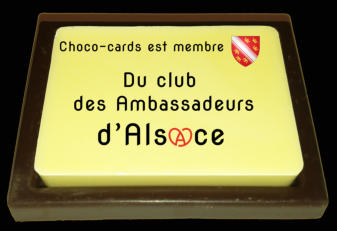 Choco-cards est membre
Du club
des Ambassadeurs
d'Alsace